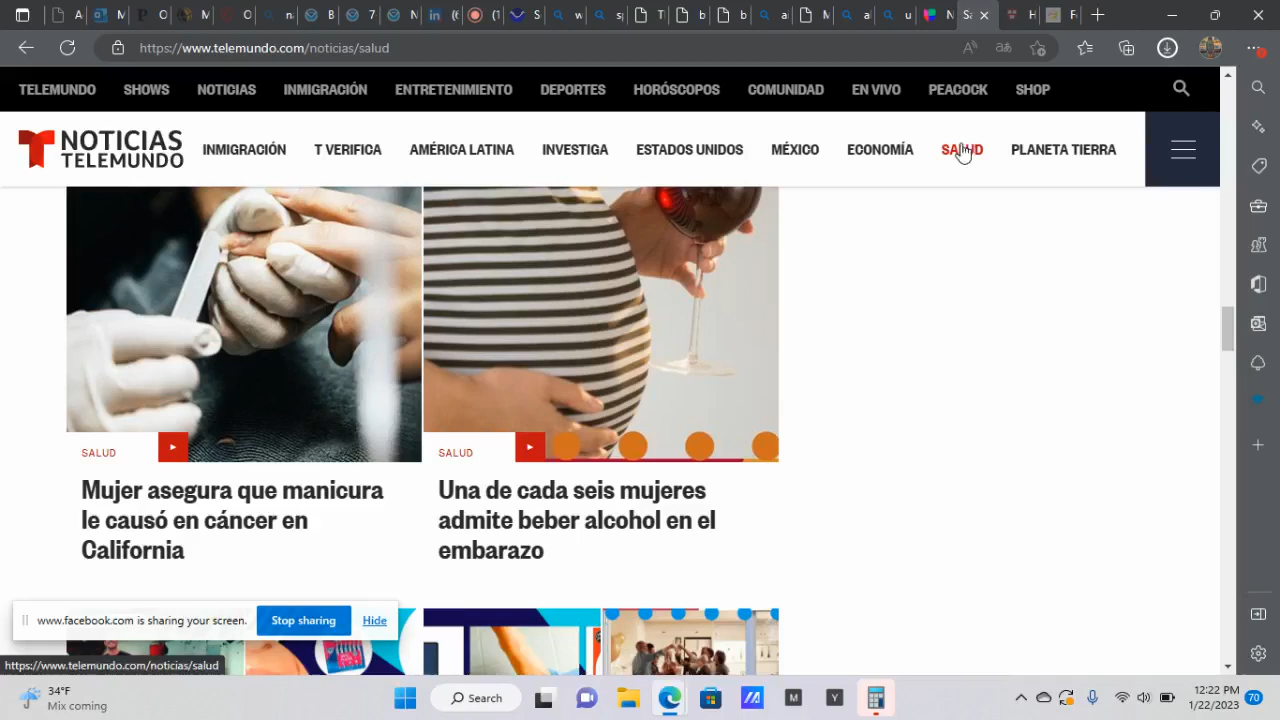 https://www.telemundo.com/noticias/salud
TELEMUNDO SHOWS NOTICIAS INMIGRACIÓN ENTRETENIMIENTO DEPORTES HORÓSCOPOS COMUNIDAD EN VIVO PEACOCK SHOP
NOTICIAS
TELEMUNDO
INMIGRACIÓN T VERIFICA AMÉRICA LATINA INVESTIGA ESTADOS UNIDOS MÉXICO ECONOMÍA SALUD PLANETA TIERRA
SALUD
Mujer asegura que manicura
le causó en cáncer en
California
SALUD
Una de cada seis mujeres
admite beber alcohol en el
embarazo
www.facebook.com is sharing your screen. Stop sharing Hide
https://www.telemundo.com/noticias/salud
34°F
Mix coming
Search
M
Y
12:22 PM
1/22/2023
70